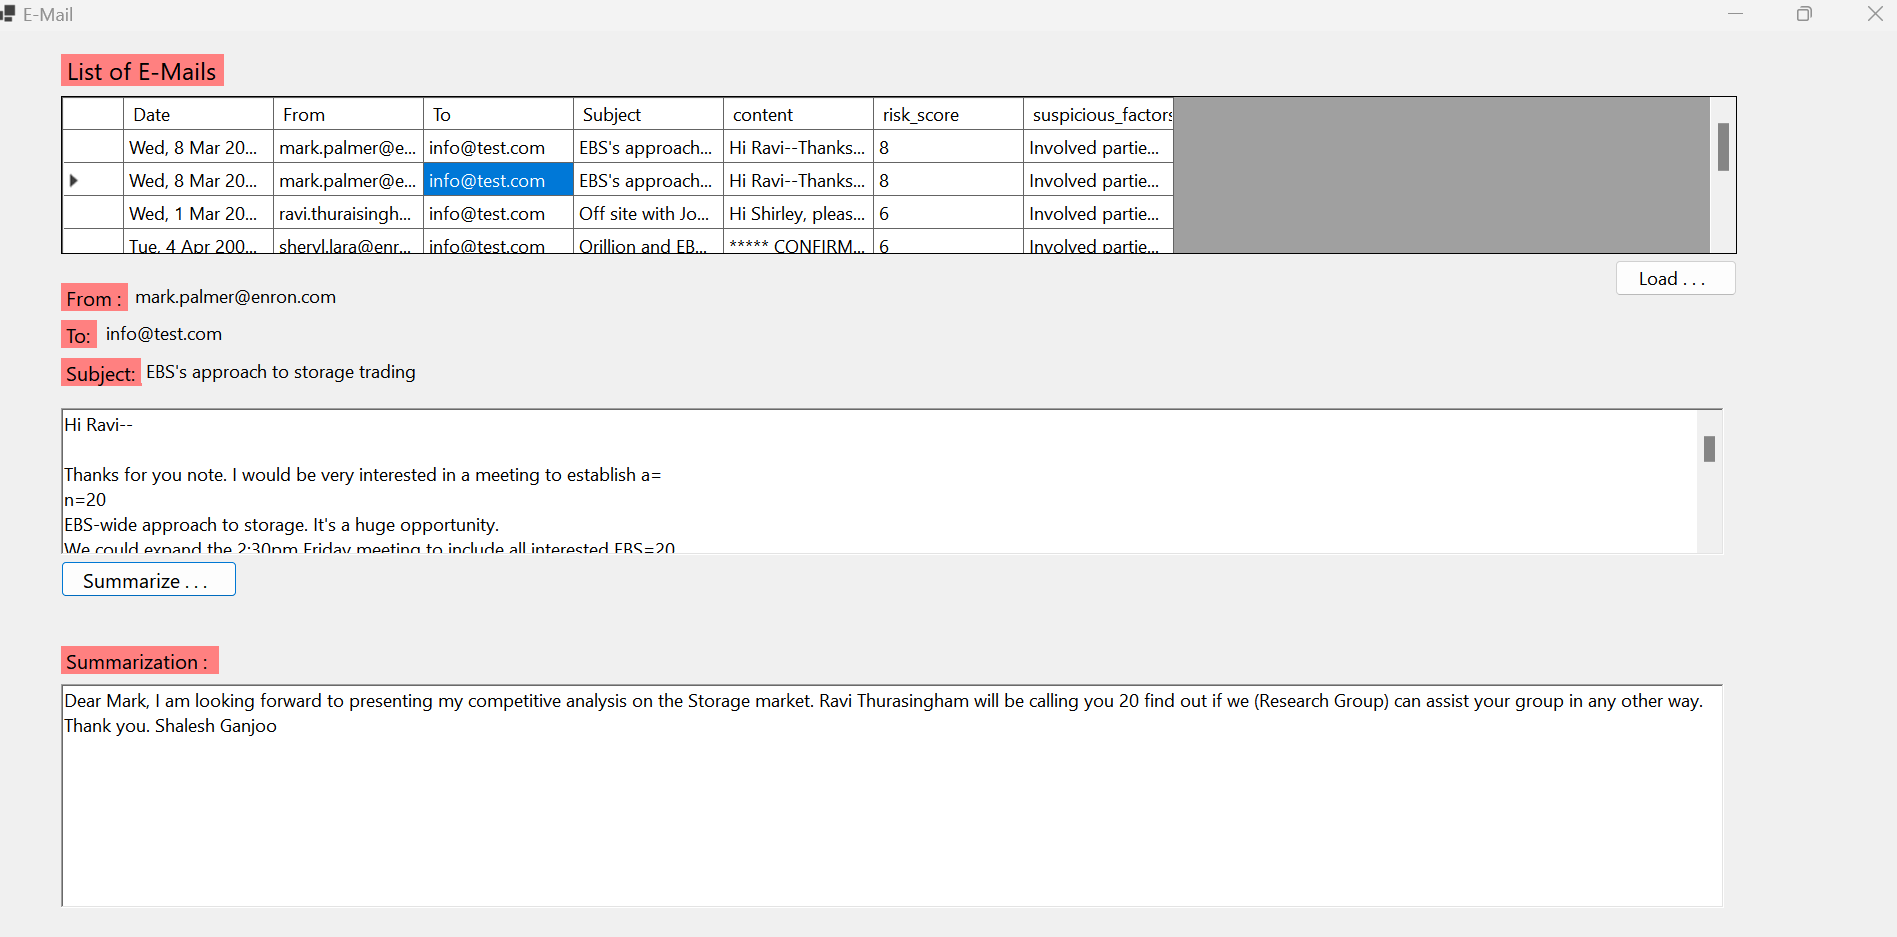 E-Mail
List of E-Mails
Date From To Subject content risk_score suspicious_factors
Wed, 8 Mar 20... mark.palmer@e... info@test.com EBS's approach... Hi Ravi--Thanks... 8 Involved partie...
Wed, 8 Mar 20... mark.palmer@e... info@test.com EBS's approach... Hi Ravi--Thanks... 8 Involved partie...
Wed, 1 Mar 20... ravi.thuraisingh... info@test.com Off site with Jo... Hi Shirley, pleas... 6 Involved partie...
Tue, 4 Apr 200... sheryl.lara@enr... info@test.com Orillion and EB... ***** CONFIRM... 6 Involved partie...
Load . . .
From : mark.palmer@enron.com
To: info@test.com
Subject: EBS's approach to storage trading
Hi Ravi--
Thanks for you note. I would be very interested in a meeting to establish a=
n=20
EBS-wide approach to storage. It's a huge opportunity.
We could expand the 2:30pm Friday meeting to include all interested EBS=20
Summarize . . .
Summarization :
Dear Mark, I am looking forward to presenting my competitive analysis on the Storage market. Ravi Thurasingham will be calling you 20 find out if we (Research Group) can assist your group in any other way.
Thank you. Shalesh Ganjoo